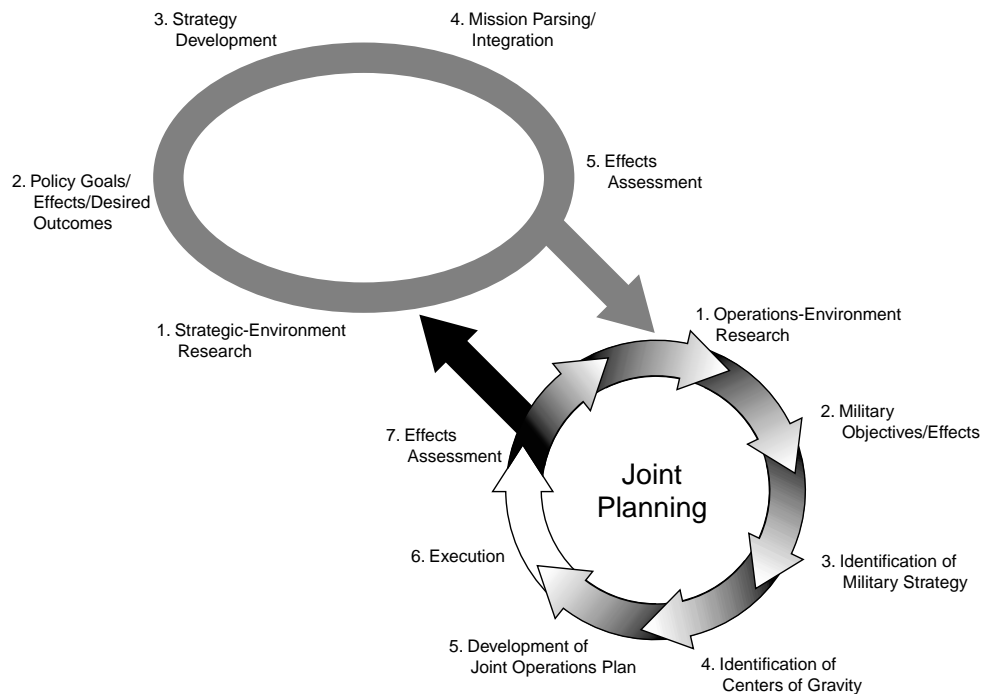 3. Strategy
Development
4. Mission Parsing/
Integration
2. Policy Goals/
Effects/Desired
Outcomes
5. Effects
Assessment
1. Strategic-Environment
Research
1. Operations-Environment
Research
2. Military
Objectives/Effects
3. Identification of
Military Strategy
4. Identification of
Centers of Gravity
5. Development of
Joint Operations Plan
6. Execution
7. Effects
Assessment
Joint
Planning